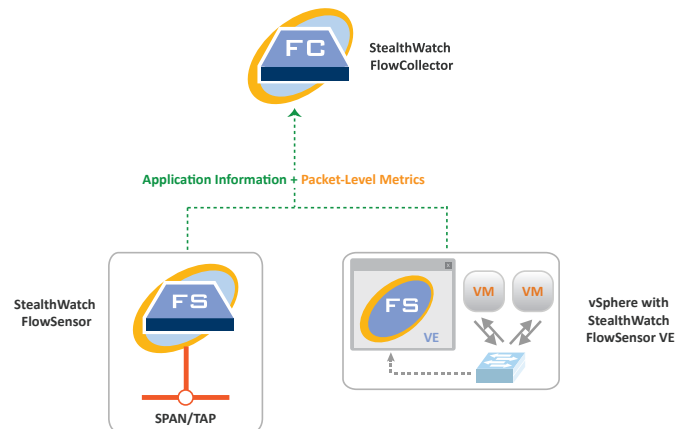 FC
StealthWatch
FlowCollector
Application Information + Packet-Level Metrics
StealthWatch
FlowSensor
FS
SPAN/TAP
FS
VE
VM VM
vSphere with
StealthWatch
FlowSensor VE